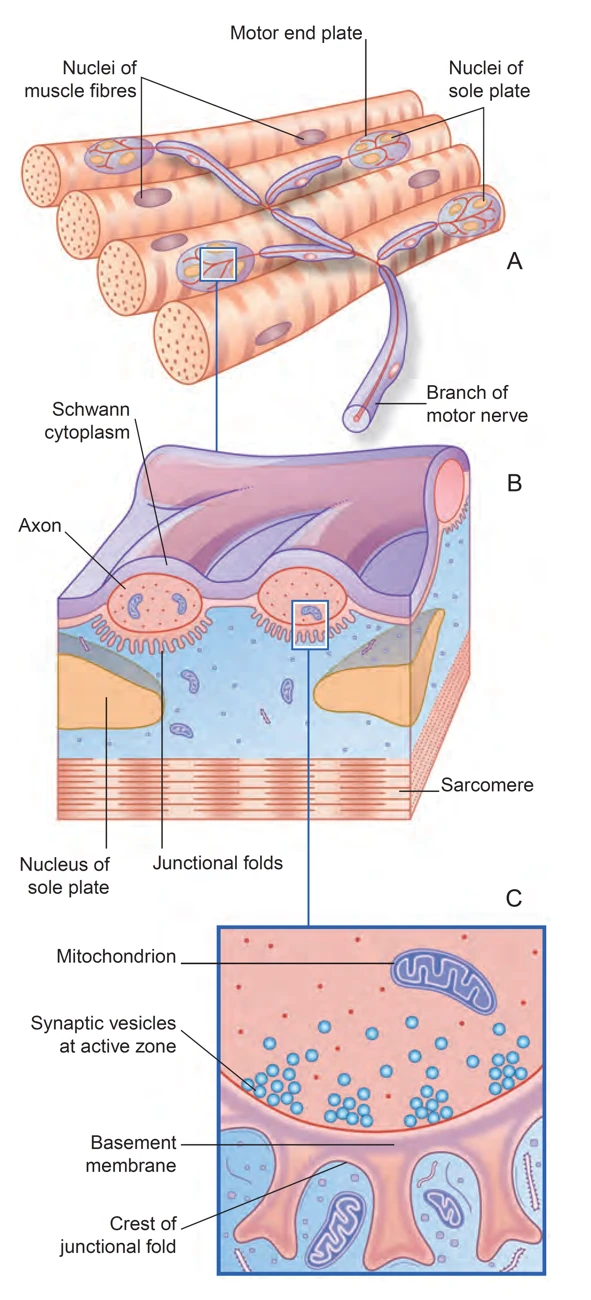 Motor end plate
Nuclei of
muscle fibres
Nuclei of
sole plate
A
Branch of
motor nerve
Schwann
cytoplasm
B
Axon
Sarcomere
Nucleus of
sole plate
Junctional folds
C
Mitochondrion
Synaptic vesicles
at active zone
Basement
membrane
Crest of
junctional fold